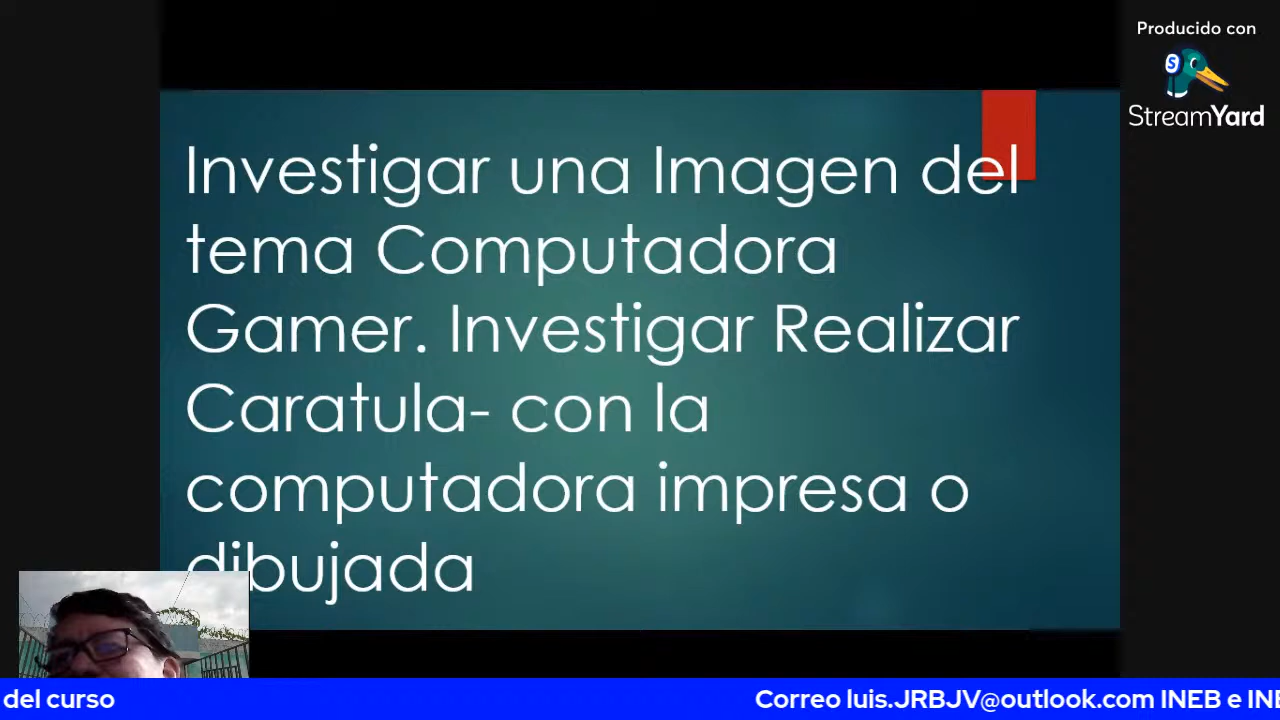 Producido con
StreamYard
Investigar una Imagen del
tema Computadora
Gamer. Investigar Realizar
Caratula- con la
computadora impresa o
dibujada
del curso
Correo luis.JRBJV@outlook.com INEB e INE